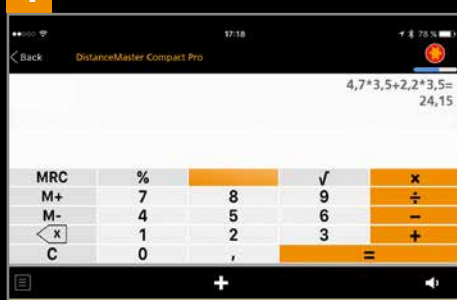 17:18
78 %
Back
DistanceMaster Compact Pro
4,7*3,5+2,2*3,5=
24,15
MRC % √ ×
M+ 7 8 9 ÷
M- 4 5 6 −
x 1 2 3 +
C 0 , =
+